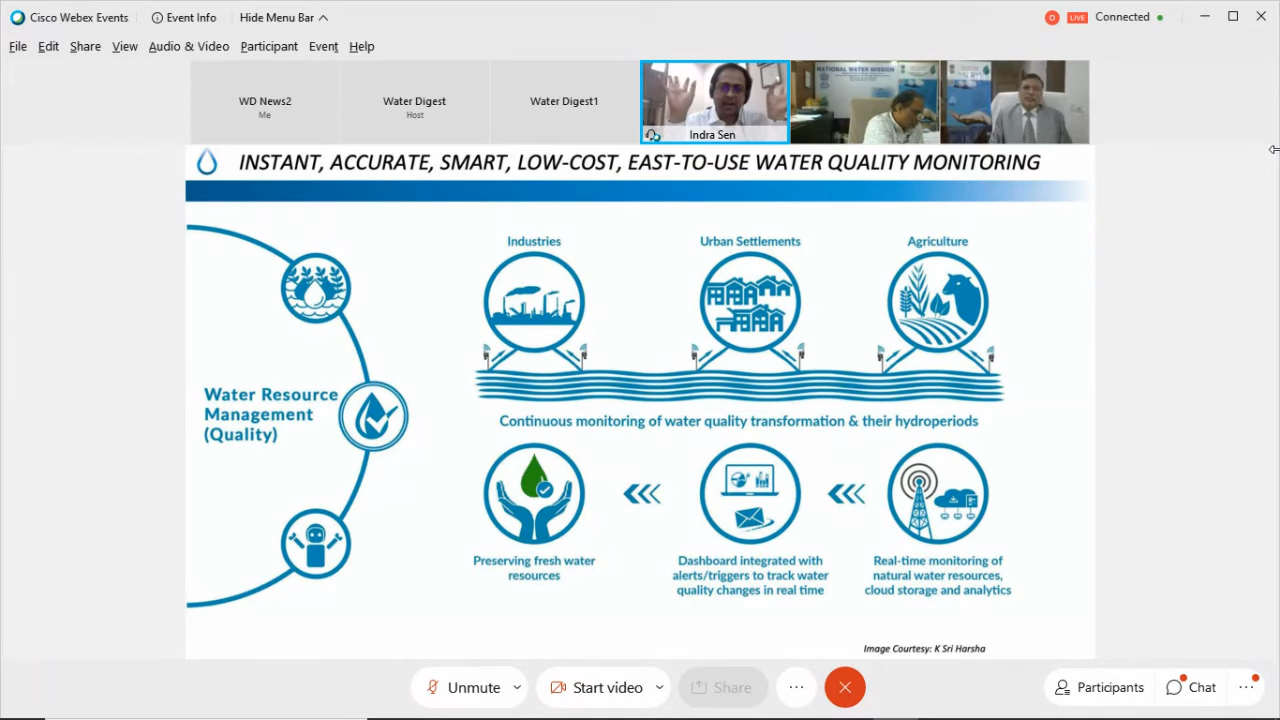 Cisco Webex Events
Event Info
Hide Menu Bar
LIVE
Connected
File Edit Share View Audio & Video Participant Event Help
WD News2
Me
Water Digest
Host
Water Digest1
Indra Sen
NATIONAL WATER MISSION
INSTANT, ACCURATE, SMART, LOW-COST, EAST-TO-USE WATER QUALITY MONITORING
Industries
Urban Settlements
Agriculture
Water Resource
Management
(Quality)
Continuous monitoring of water quality transformation & their hydroperiods
Preserving fresh water
resources
Dashboard integrated with
alerts/triggers to track water
quality changes in real time
Real-time monitoring of
natural water resources,
cloud storage and analytics
Image Courtesy: K Sri Harsha
Unmute
Start video
Share
Participants
Chat